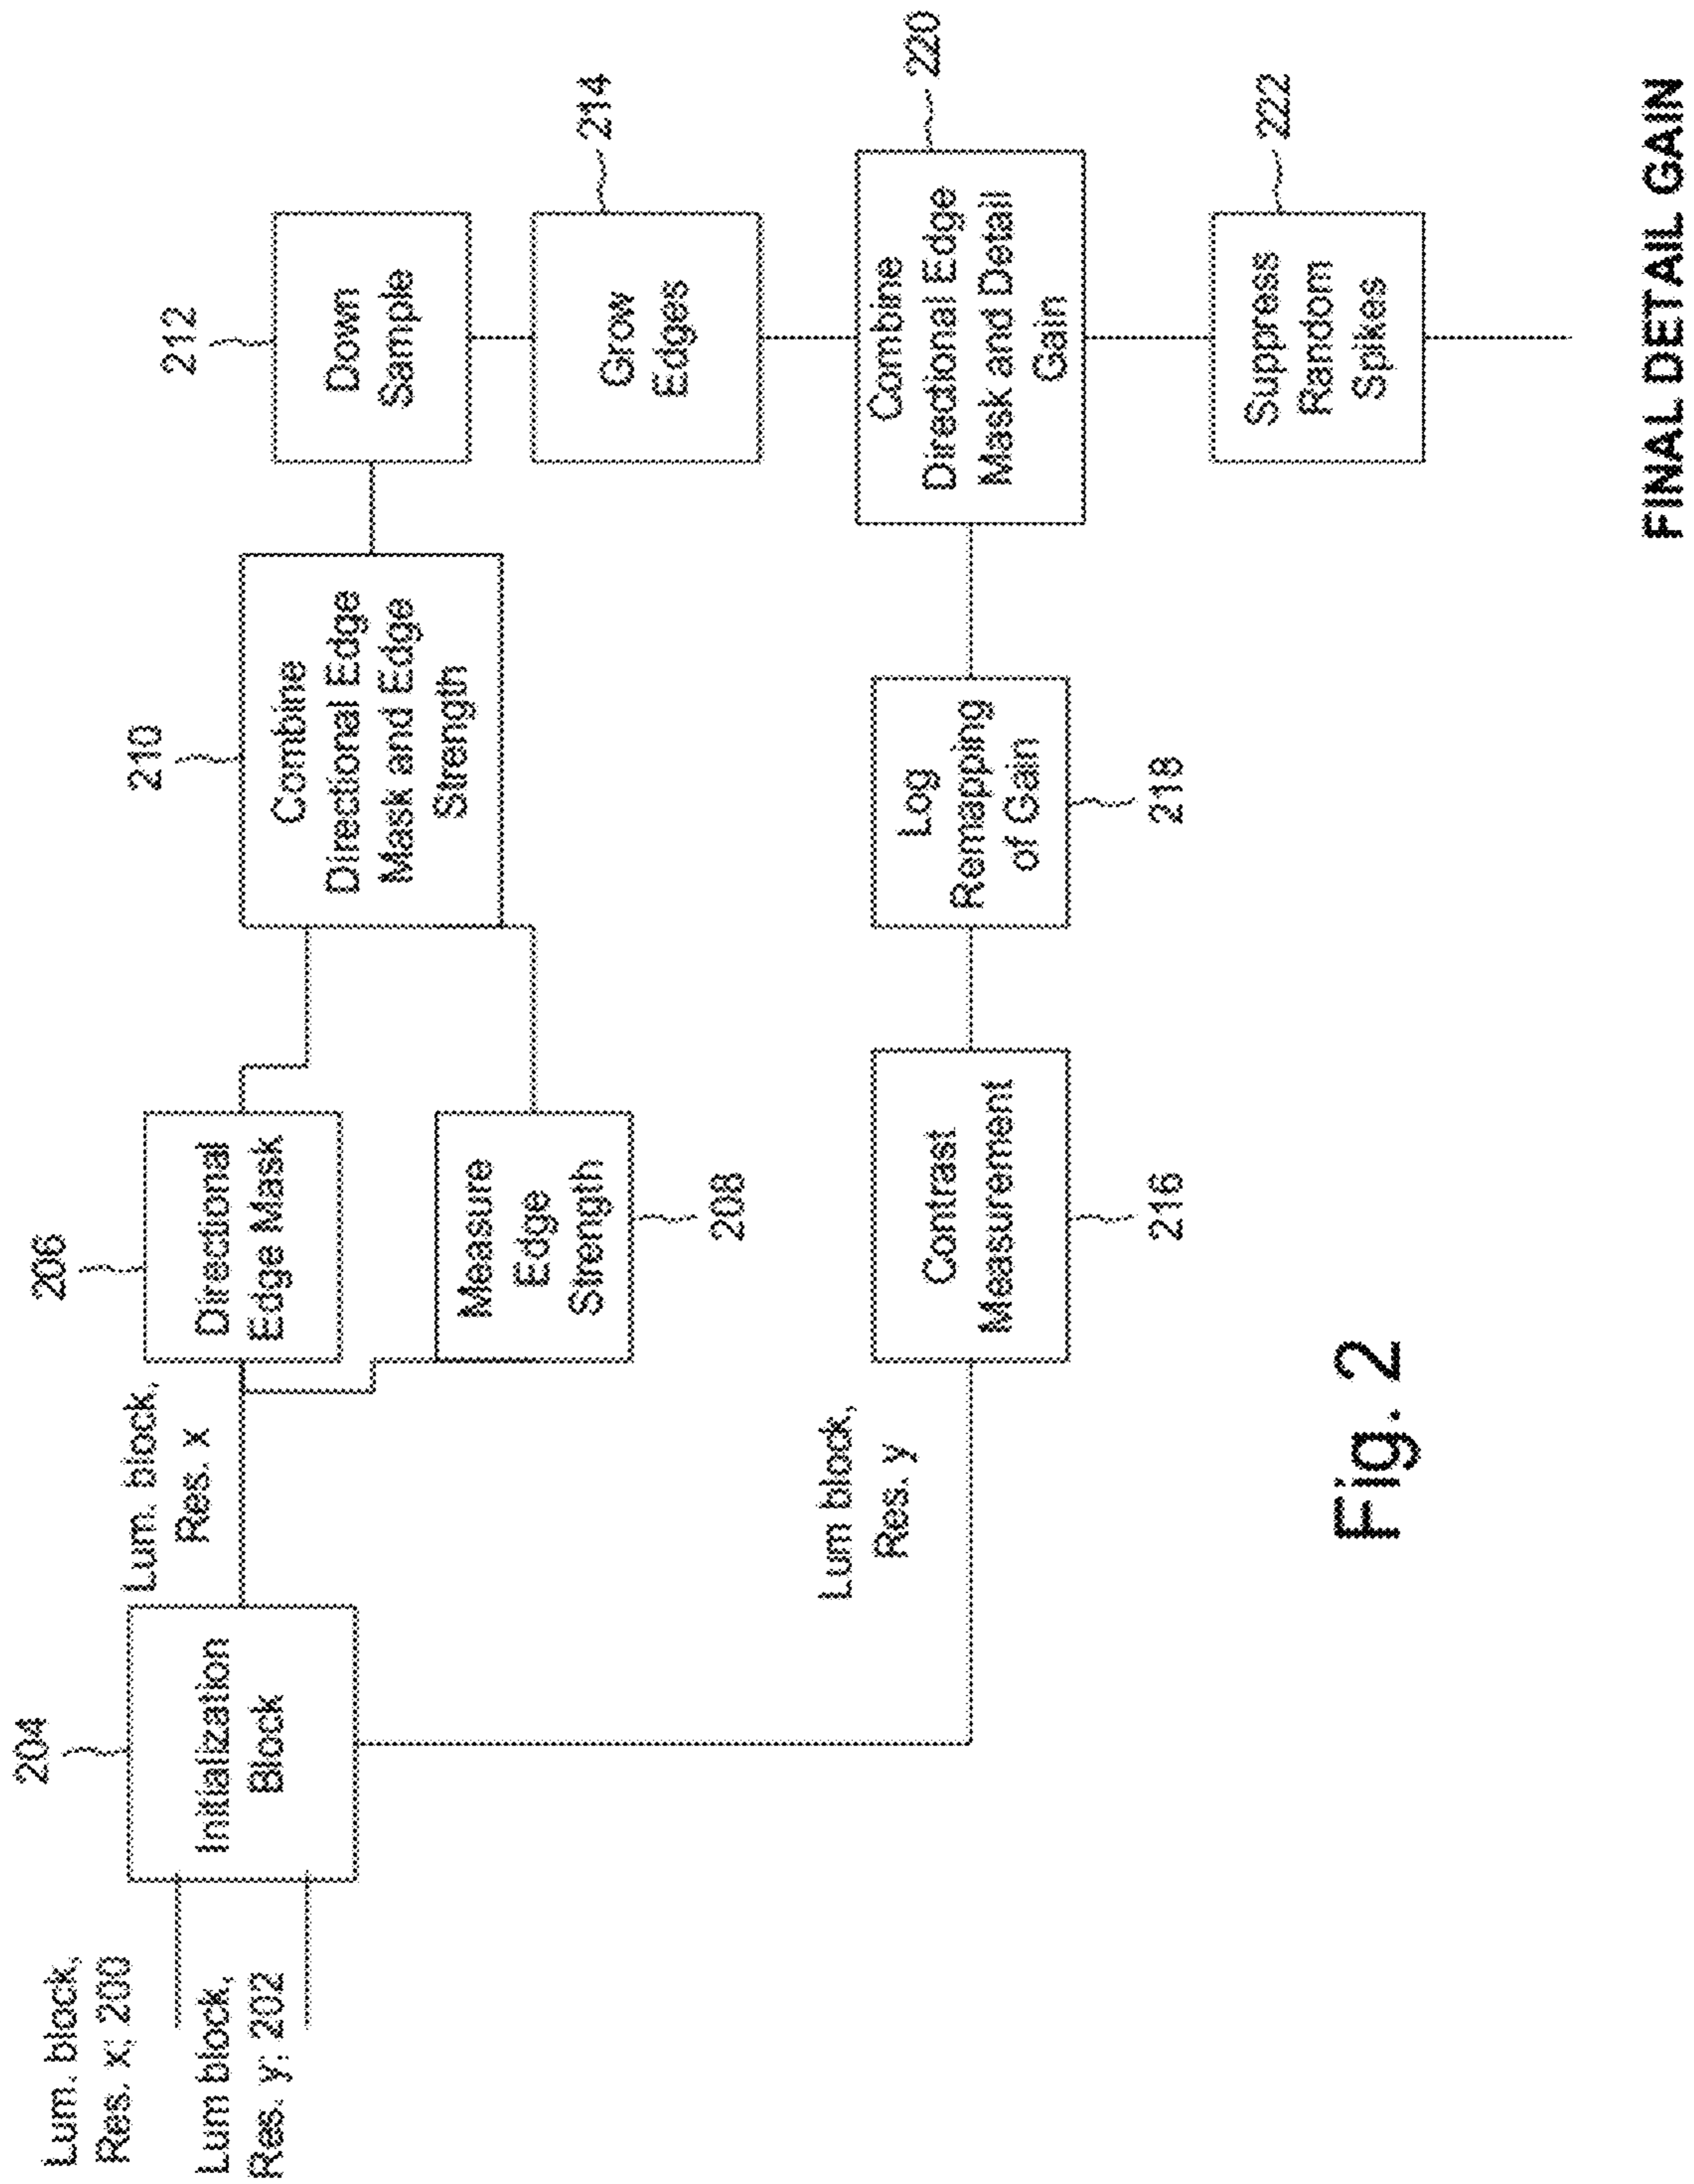 Lum. block,
Res. x; 200
Lum block,
Res. y; 202
204
Initialization
Block
Lum. block,
Res. x
206
Directional
Edge Mask
Measure
Edge
Strength
208
210
Combine
Directional Edge
Mask and Edge
Strength
212
Down
Sample
Grow
Edges
214
Lum block,
Res. y
Contrast
Measurement
216
Log
Remapping
of Gain
218
Combine
Directional Edge
Mask and Detail
Gain
220
Suppress
Random
Spikes
222
FINAL DETAIL GAIN
Fig. 2